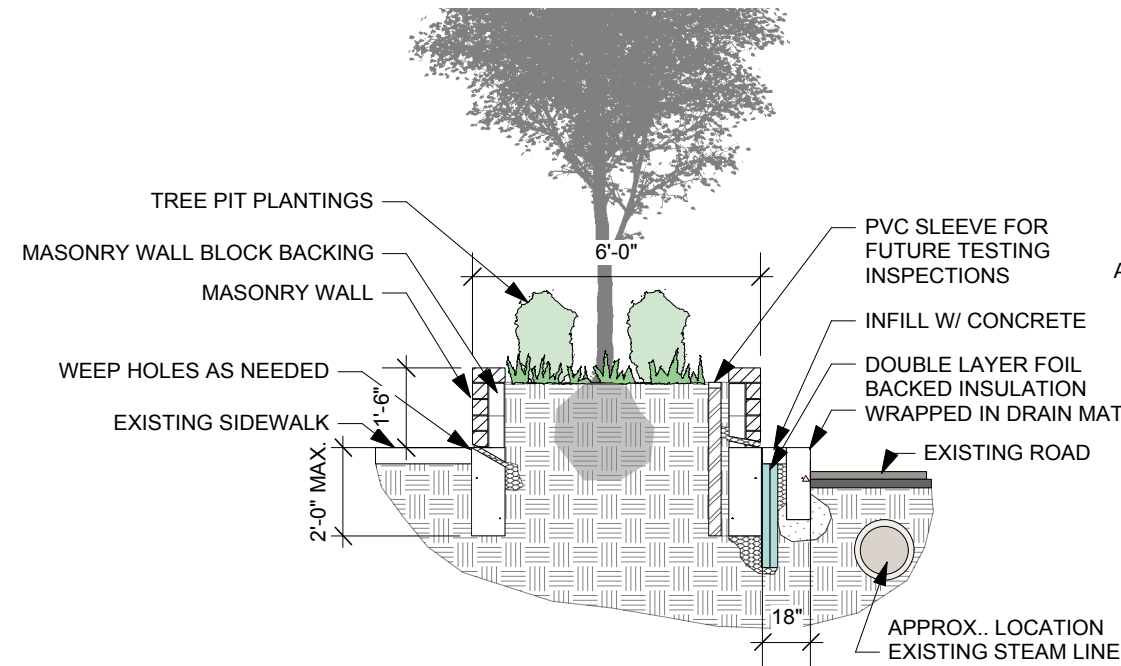 TREE PIT PLANTINGS
MASONRY WALL BLOCK BACKING
MASONRY WALL
WEEP HOLES AS NEEDED
EXISTING SIDEWALK
6'-0"
1'-6"
2'-0" MAX.
PVC SLEEVE FOR
FUTURE TESTING
INSPECTIONS
A
INFILL W/ CONCRETE
DOUBLE LAYER FOIL
BACKED INSULATION
WRAPPED IN DRAIN MAT
EXISTING ROAD
18"
APPROX.. LOCATION
EXISTING STEAM LINE